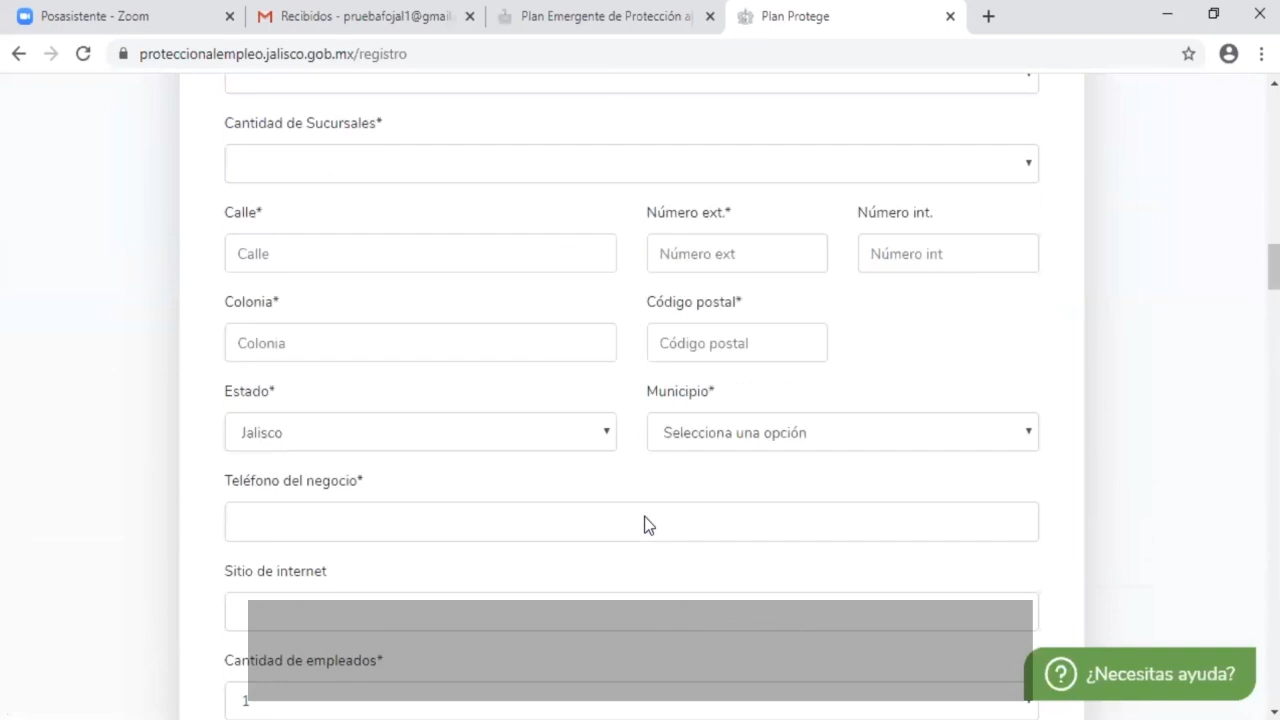 Posasistente - Zoom
Recibidos - pruebafojal1@gmail
Plan Emergente de Protección a
Plan Protege
proteccionalempleo.jalisco.gob.mx/registro
Cantidad de Sucursales*
Calle* Número ext.* Número int.
Calle Número ext Número int
Colonia* Código postal*
Colonia Código postal
Estado* Municipio*
Jalisco Selecciona una opción
Teléfono del negocio*
Sitio de internet
Cantidad de empleados*
¿Necesitas ayuda?
1